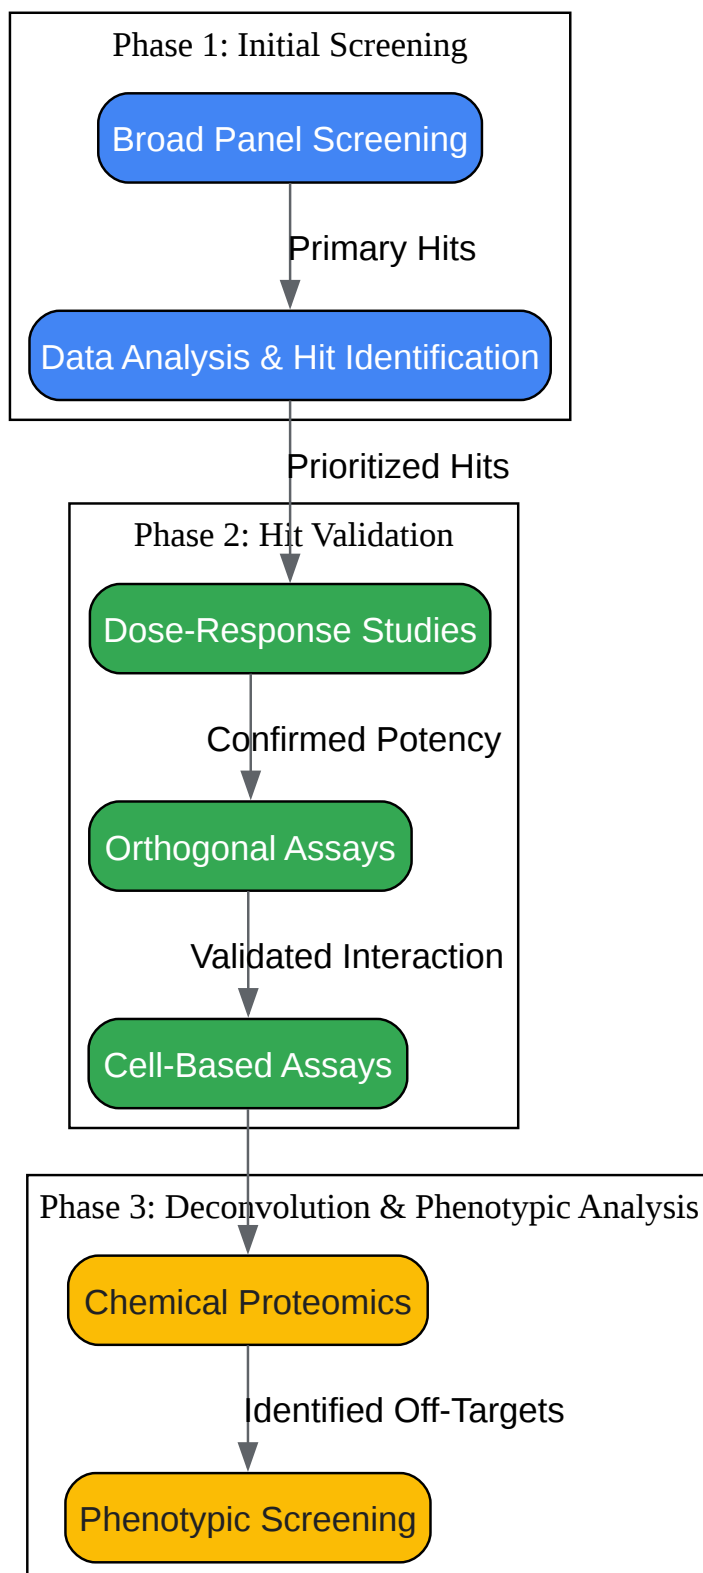 Phase 1: Initial Screening
Broad Panel Screening
Primary Hits
Data Analysis & Hit Identification
Prioritized Hits
Phase 2: Hit Validation
Dose-Response Studies
Confirmed Potency
Orthogonal Assays
Validated Interaction
Cell-Based Assays
Phase 3: Deconvolution & Phenotypic Analysis
Chemical Proteomics
Identified Off-Targets
Phenotypic Screening